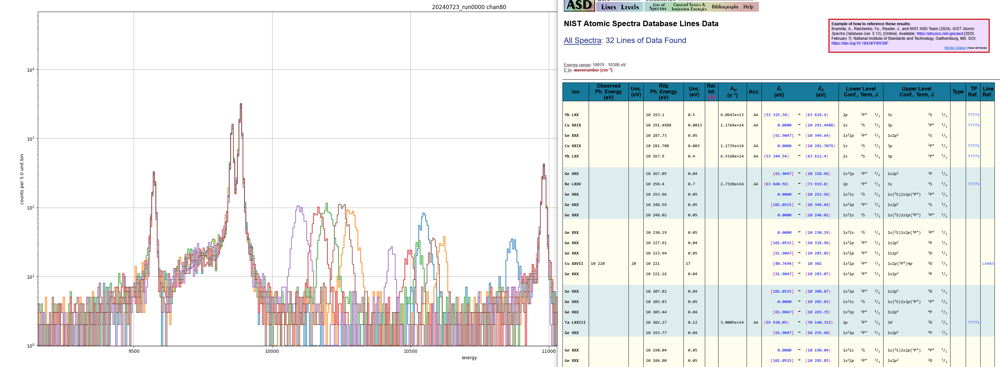 20240723_run0000 chan80
10⁴
10³
10²
10¹
10⁰
counts per 5.0 unit bin
9500
10000
10500
11000
energy
ASD
LINES LEVELS
List of SPECTRA
GROUND STATES & IONIZATION ENERGIES
BIBLIOGRAPHY HELP
NIST Atomic Spectra Database Lines Data
All Spectra: 32 Lines of Data Found
Example of how to reference these results:
Kramida, A., Ralchenko, Yu., Reader, J., and NIST ASD Team (2024). NIST Atomic
Spectra Database (ver. 5.12), [Online]. Available: https://physics.nist.gov/asd [2025,
February 7]. National Institute of Standards and Technology, Gaithersburg, MD. DOI:
https://doi.org/10.18434/T4W30F
BibTex Citation (new window)
Energy range: 10070 - 10300 eV
E in: wavenumber (cm⁻¹)
Ion | Observed Ph. Energy (eV) | Unc. (eV) | Ritz Ph. Energy (eV) | Unc. (eV) | Rel. Int. (?) | Aki (s⁻¹) | Acc. | Ei (eV) | Ek (eV) | Lower Level Conf., Term, J | Upper Level Conf., Term, J | Type | TP Ref. | Line Ref.
Yb LXX 10 293.1 0.5 6.0643e+13 AA (53 325.34) - (63 618.4) 2p ²P° ¹/₂ 3s ²S ¹/₂ T7771
Cu XXIX 10 291.4988 0.0013 1.1764e+14 AA 0.0000 - (10 291.4988) 1s ²S ¹/₂ 3p ²P° ³/₂ T7771
Ge XXX 10 287.73 0.05 [61.9047] - (10 349.64) 1s²2p ²P° ¹/₂ 1s2p² ²S ¹/₂
Cu XXIX 10 281.708 0.003 1.1735e+14 AA 0.0000 - (10 281.7079) 1s ²S ¹/₂ 3p ²P° ¹/₂ T7771
Yb LXX 10 267.9 0.4 6.5160e+14 AA (53 344.54) - (63 612.4) 2s ²S ¹/₂ 3p ²P° ¹/₂ T7771
Ge XXX 10 267.05 0.04 [61.9047] - (10 328.96) 1s²2p ²P° ¹/₂ 1s2p² ²P ³/₂
Re LXXV 10 258.4 0.7 2.7328e+14 AA (63 660.58) - (73 919.0) 2p ²P° ³/₂ 3s ²S ¹/₂ T7771
Ge XXX 10 253.96 0.05 0.0000 - (10 253.96) 1s²2s ²S ¹/₂ 1s(²S)2s2p(¹P°) ²P° ³/₂
Ge XXX 10 248.59 0.05 [101.0515] - (10 349.64) 1s²2p ²P° ³/₂ 1s2p² ²S ¹/₂
Ge XXX 10 248.02 0.05 0.0000 - (10 248.02) 1s²2s ²S ¹/₂ 1s(²S)2s2p(¹P°) ²P° ¹/₂
Ge XXX 10 230.19 0.05 0.0000 - (10 230.19) 1s²2s ²S ¹/₂ 1s(²S)2s2p(³P°) ²P° ³/₂
Ge XXX 10 227.91 0.04 [101.0515] - (10 328.96) 1s²2p ²P° ³/₂ 1s2p² ²P ³/₂
Ge XXX 10 223.94 0.05 [61.9047] - (10 285.85) 1s²2p ²P° ¹/₂ 1s2p² ²D ³/₂
Cu XXVII 10 220 20 10 221 17 [80.7694] - 10 302 1s²2p ²P° ³/₂ 1s2p(³P°)4p ²D ⁵/₂ L6483
Ge XXX 10 221.16 0.04 [61.9047] - (10 283.07) 1s²2p ²P° ¹/₂ 1s2p² ²P ¹/₂
Ge XXX 10 207.82 0.04 [101.0515] - (10 308.87) 1s²2p ²P° ³/₂ 1s2p² ²D ⁵/₂
Ge XXX 10 203.83 0.05 0.0000 - (10 203.83) 1s²2s ²S ¹/₂ 1s(²S)2s2p(³P°) ²P° ¹/₂
Ge XXX 10 203.44 0.04 [61.9047] - (10 265.35) 1s²2p ²P° ¹/₂ 1s2p² ⁴P ⁵/₂
Ta LXXIII 10 202.27 0.12 3.0005e+14 AA (59 938.05) - (70 140.313) 2p ²P° ³/₂ 3d ²D ³/₂ T7771
Ge XXX 10 193.77 0.04 [61.9047] - (10 255.68) 1s²2p ²P° ¹/₂ 1s2p² ⁴P ³/₂
Ge XXX 10 190.04 0.05 0.0000 - (10 190.04) 1s²2s ²S ¹/₂ 1s(²S)2s2p(³P°) ⁴P° ⁵/₂
Ge XXX 10 184.80 0.05 [101.0515] - (10 285.85) 1s²2p ²P° ³/₂ 1s2p² ²D ³/₂